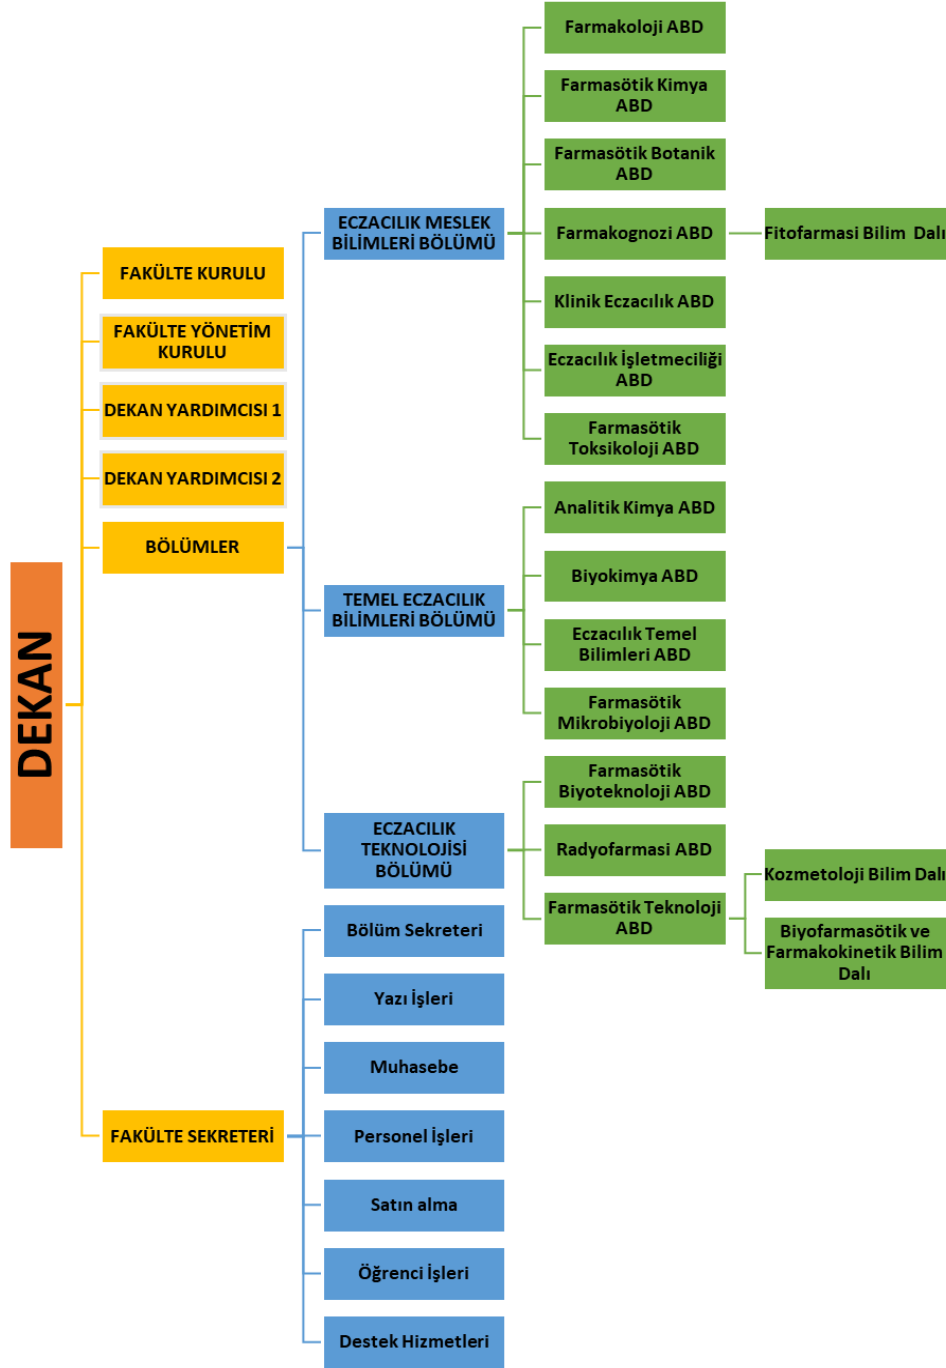 DEKAN
FAKÜLTE KURULU
FAKÜLTE YÖNETİM
KURULU
DEKAN YARDIMCISI 1
DEKAN YARDIMCISI 2
BÖLÜMLER
ECZACILIK MESLEK
BİLİMLERİ BÖLÜMÜ
Farmakoloji ABD
Farmasötik Kimya
ABD
Farmasötik Botanik
ABD
Farmakognozi ABD
Fitofarmasi Bilim Dalı
Klinik Eczacılık ABD
Eczacılık İşletmeciliği
ABD
Farmasötik
Toksikoloji ABD
TEMEL ECZACILIK
BİLİMLERİ BÖLÜMÜ
Analitik Kimya ABD
Biyokimya ABD
Eczacılık Temel
Bilimleri ABD
Farmasötik
Mikrobiyoloji ABD
ECZACILIK
TEKNOLOJİSİ
BÖLÜMÜ
Farmasötik
Biyoteknoloji ABD
Radyofarmasi ABD
Farmasötik Teknoloji
ABD
Kozmetoloji Bilim Dalı
Biyofarmasötik ve
Farmakokinetik Bilim
Dalı
FAKÜLTE SEKRETERİ
Bölüm Sekreteri
Yazı İşleri
Muhasebe
Personel İşleri
Satın alma
Öğrenci İşleri
Destek Hizmetleri